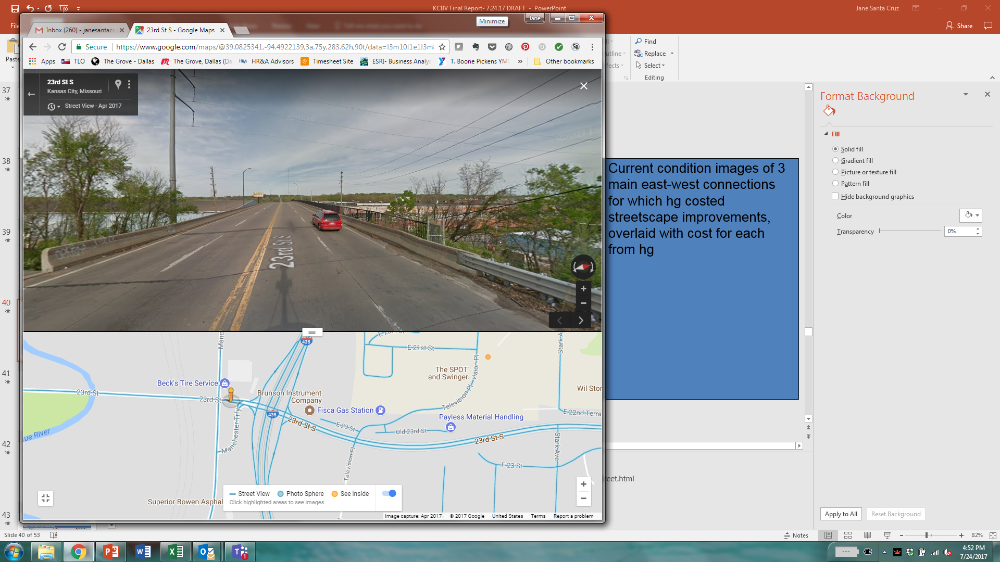 KCBV Final Report- 7.24.17 DRAFT - PowerPoint
Jane Santa Cruz
File
Share
Minimize
Jane
Inbox (260) - janesantacr
23rd St S - Google Maps
Secure
https://www.google.com/maps/@39.0825341,-94.4922139,3a,75y,283.62h,90t/data=!3m10!1e1!3m8
Apps
TLO
The Grove - Dallas
The Grove, Dallas (Da
HR&A Advisors
Timesheet Site
ESRI- Business Analys
T. Boone Pickens YM
»
Other bookmarks
Paste
Find
Replace
Select
Editing
23rd St S
Kansas City, Missouri
Street View - Apr 2017
23rd St S
37
38
39
40
41
42
43
Current condition images of 3
main east-west connections
for which hg costed
streetscape improvements,
overlaid with cost for each
from hg
Format Background
Fill
Solid fill
Gradient fill
Picture or texture fill
Pattern fill
Hide background graphics
Color
Transparency
0%
435
E 21st St
Television Pl
The SPOT
and Swinger
Stark A
Beck's Tire Service
23rd St
23rd St
Brunson Instrument
Company
Wil Stor
435
Fisca Gas Station
Television Pl
E 22nd Terra
Payless Material Handling
23rd St S
E 23 St
Old 23rd St
23rd St S
ue River
Manchester Trfy
Stark Ave
Television Pl
E 23 St
reet.html
Street View
Photo Sphere
See inside
Click highlighted areas to see images
Superior Bowen Asphal
Image capture: Apr 2017
© 2017 Google
United States
Terms
Report a problem
Apply to All
Reset Background
Slide 40 of 53
Notes
82%
4:52 PM
7/24/2017